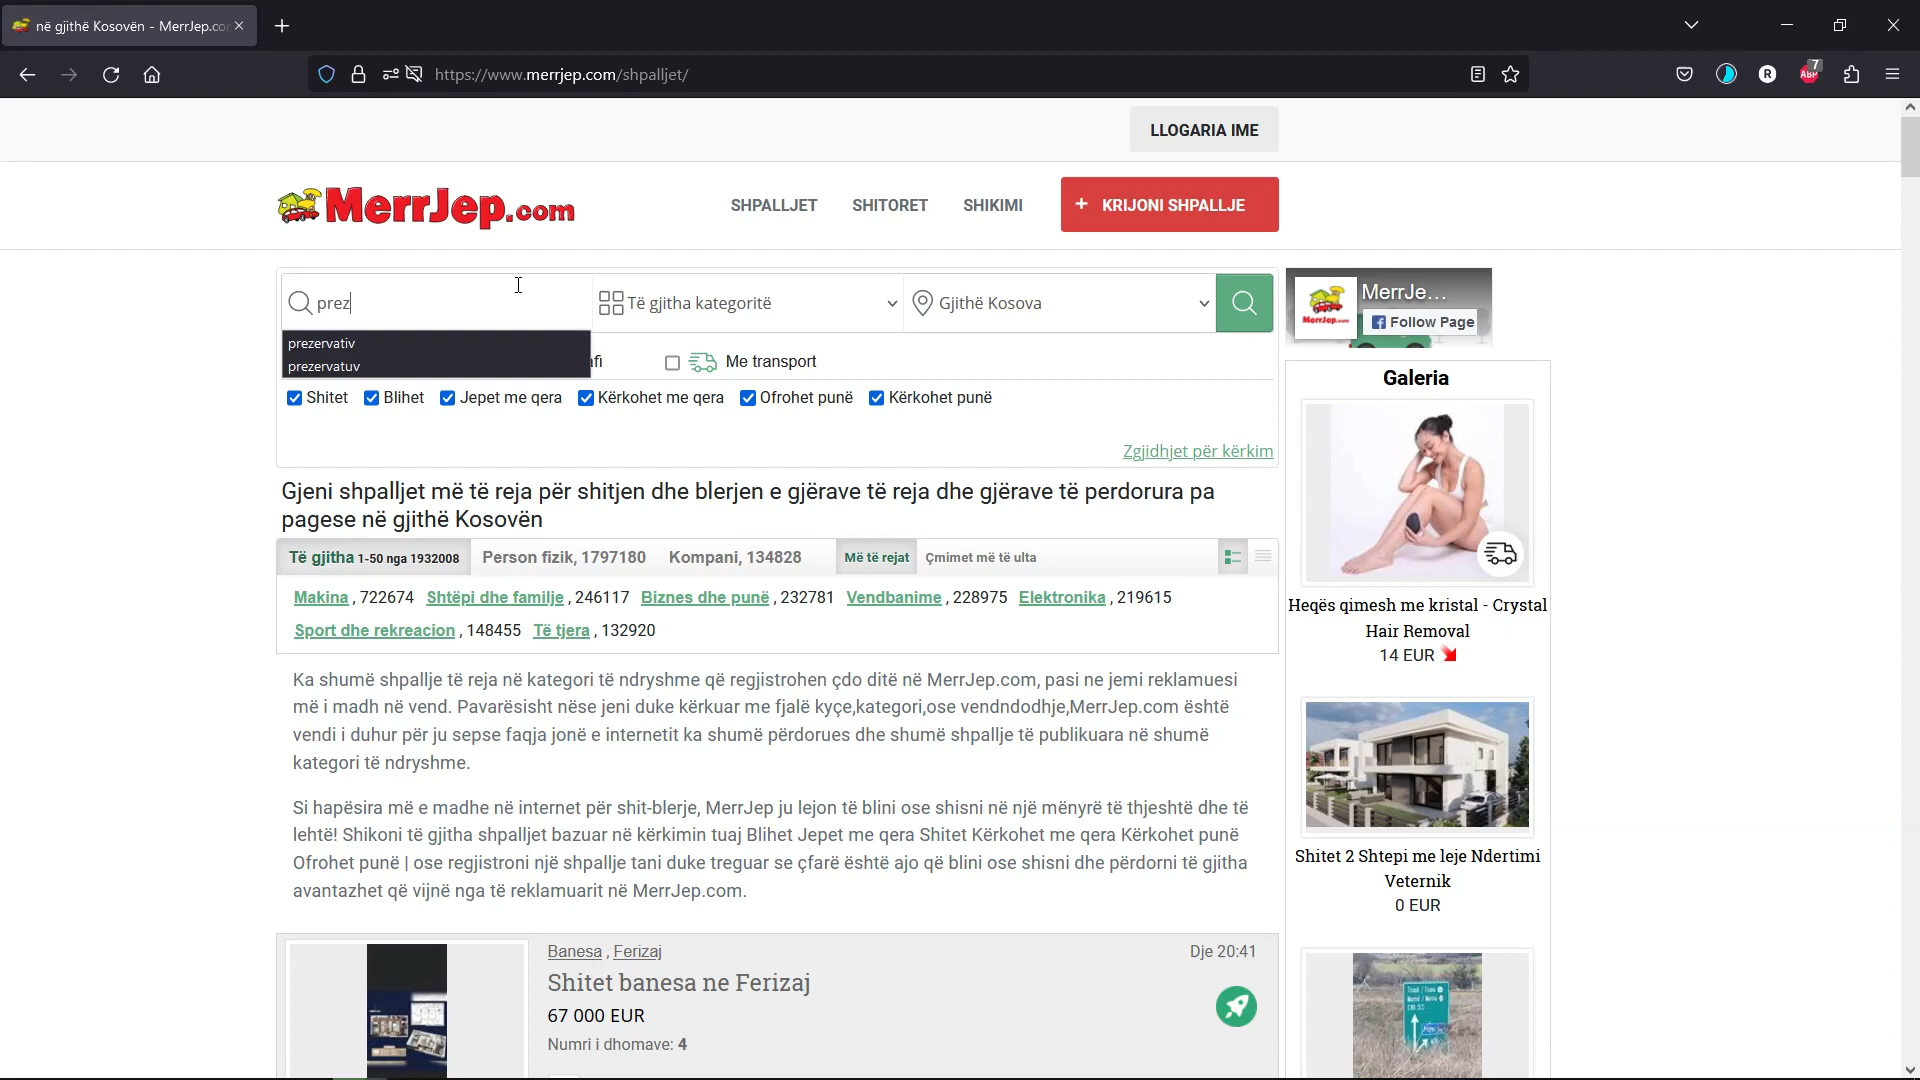 në gjithë Kosovën - MerrJep.co
https://www.merrjep.com/shpalljet/
R
ABP
7
LLOGARIA IME
MerrJep.com
SHPALLJET
SHITORET
SHIKIMI
+ KRIJONI SHPALLJE
prez
Të gjitha kategoritë
Gjithë Kosova
prezervativ
prezervatuv
afi
Me transport
Shitet
Blihet
Jepet me qera
Kërkohet me qera
Ofrohet punë
Kërkohet punë
Zgjidhjet për kërkim
Gjeni shpalljet më të reja për shitjen dhe blerjen e gjërave të reja dhe gjërave të perdorura pa
pagese në gjithë Kosovën
Të gjitha 1-50 nga 1932008
Person fizik, 1797180
Kompani, 134828
Më të rejat
Çmimet më të ulta
Makina , 722674 Shtëpi dhe familje , 246117 Biznes dhe punë , 232781 Vendbanime , 228975 Elektronika , 219615
Sport dhe rekreacion , 148455 Të tjera , 132920
Ka shumë shpallje të reja në kategori të ndryshme që regjistrohen çdo ditë në MerrJep.com, pasi ne jemi reklamuesi
më i madh në vend. Pavarësisht nëse jeni duke kërkuar me fjalë kyçe,kategori,ose vendndodhje,MerrJep.com është
vendi i duhur për ju sepse faqja jonë e internetit ka shumë përdorues dhe shumë shpallje të publikuara në shumë
kategori të ndryshme.
Si hapësira më e madhe në internet për shit-blerje, MerrJep ju lejon të blini ose shisni në një mënyrë të thjeshtë dhe të
lehtë! Shikoni të gjitha shpalljet bazuar në kërkimin tuaj Blihet Jepet me qera Shitet Kërkohet me qera Kërkohet punë
Ofrohet punë | ose regjistroni një shpallje tani duke treguar se çfarë është ajo që blini ose shisni dhe përdorni të gjitha
avantazhet që vijnë nga të reklamuarit në MerrJep.com.
Banesa , Ferizaj
Dje 20:41
Shitet banesa ne Ferizaj
67 000 EUR
Numri i dhomave: 4
MerrJe...
MerrJep.com
Follow Page
Galeria
Heqës qimesh me kristal - Crystal
Hair Removal
14 EUR
Shitet 2 Shtepi me leje Ndertimi
Veternik
0 EUR